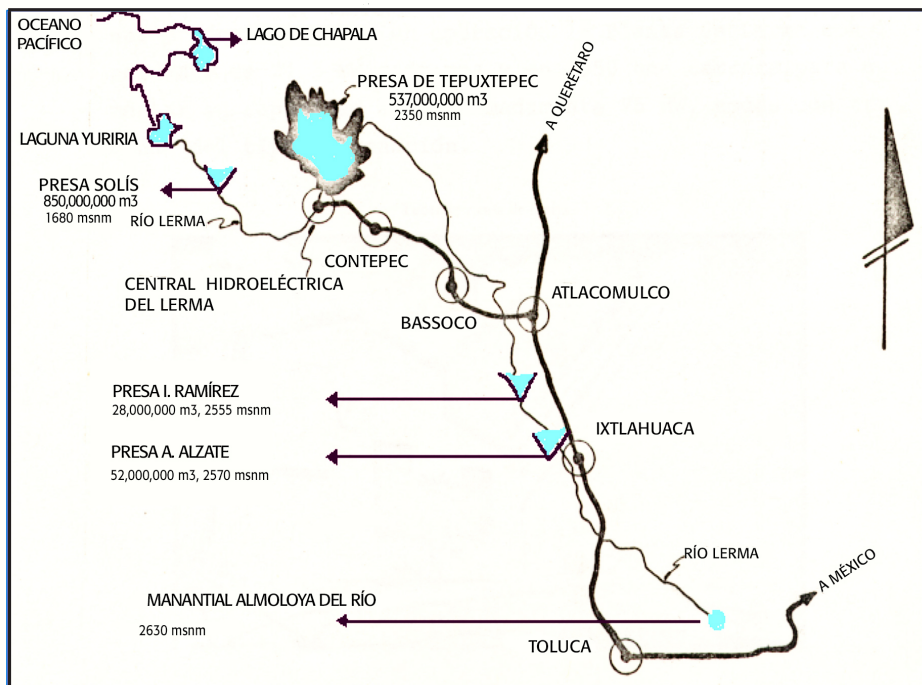 OCEANO
PACÍFICO
LAGO DE CHAPALA
PRESA DE TEPUXTEPEC
537,000,000 m3
2350 msnm
A QUERÉTARO
LAGUNA YURIRIA
PRESA SOLÍS
850,000,000 m3
1680 msnm
RÍO LERMA
CONTEPEC
CENTRAL HIDROELÉCTRICA
DEL LERMA
ATLACOMULCO
BASSOCO
PRESA I. RAMÍREZ
28,000,000 m3, 2555 msnm
IXTLAHUACA
PRESA A. ALZATE
52,000,000 m3, 2570 msnm
RÍO LERMA
A MÉXICO
MANANTIAL ALMOLOYA DEL RÍO
2630 msnm
TOLUCA